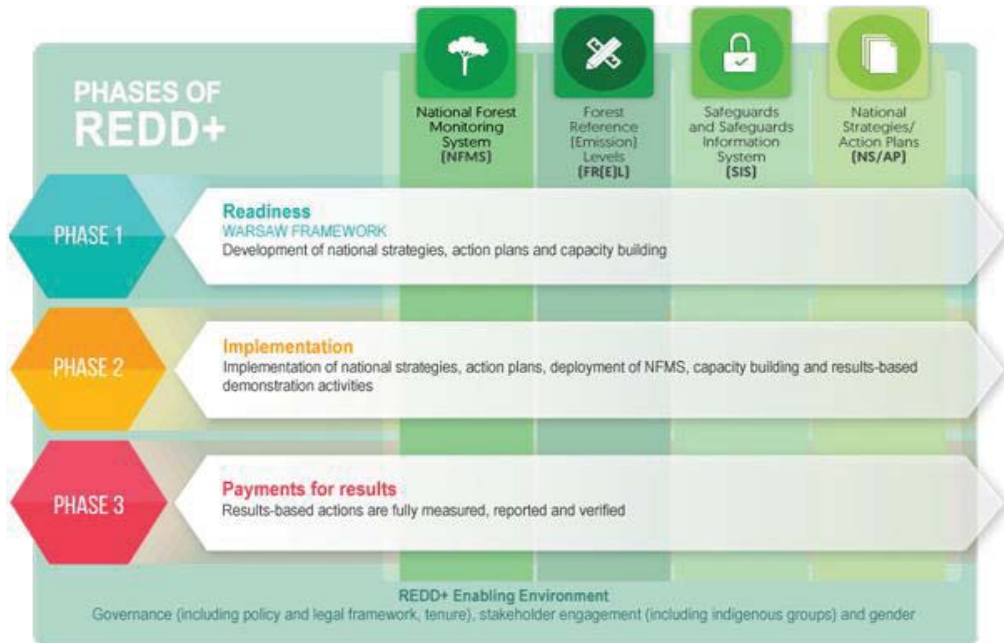 PHASES OF
REDD+
National Forest
Monitoring
System
(NFMS)
Forest
Reference
(Emission)
Levels
(FR(E)L)
Safeguards
and Safeguards
Information
System
(SIS)
National
Strategies/
Action Plans
(NS/AP)
PHASE 1
Readiness
WARSAW FRAMEWORK
Development of national strategies, action plans and capacity building
PHASE 2
Implementation
Implementation of national strategies, action plans, deployment of NFMS, capacity building and results-based
demonstration activities
PHASE 3
Payments for results
Results-based actions are fully measured, reported and verified
REDD+ Enabling Environment
Governance (including policy and legal framework, tenure), stakeholder engagement (including indigenous groups) and gender